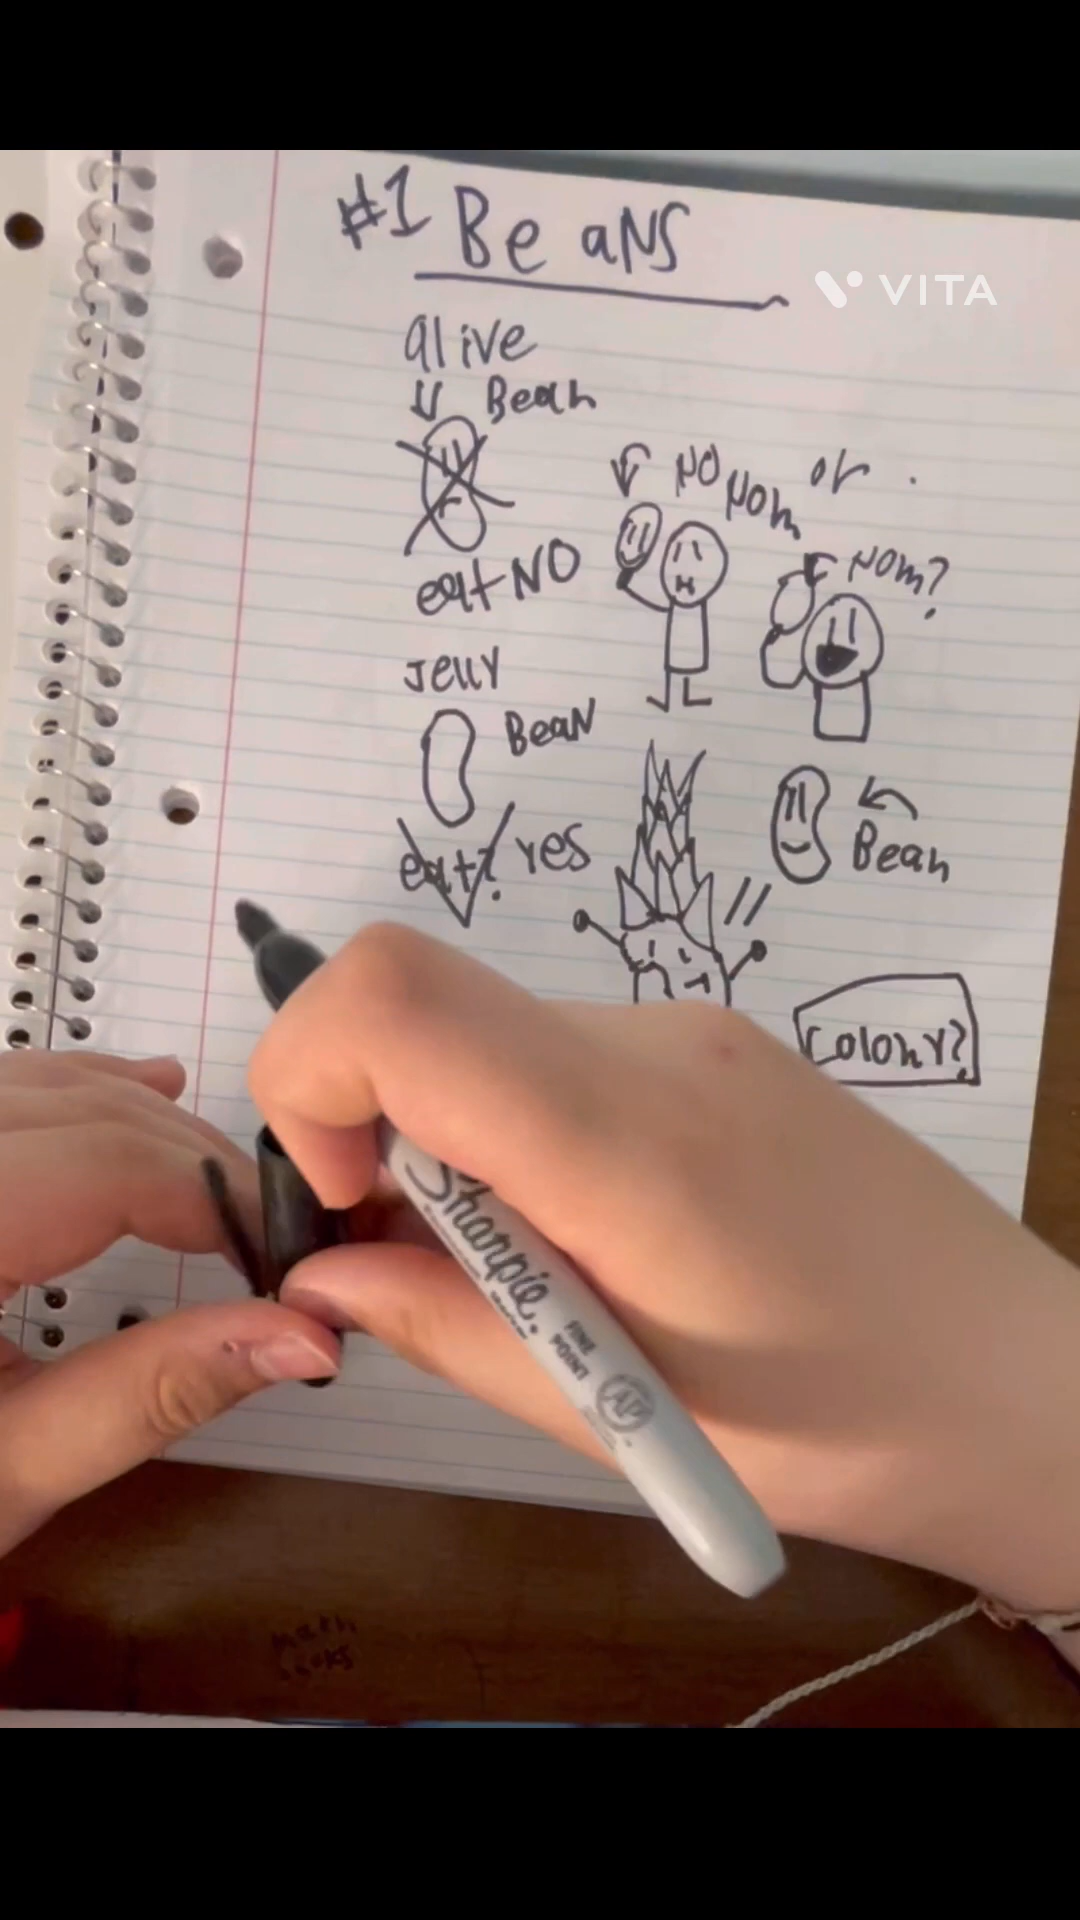 #1 BeaNS
VITA
alive
Bean
NO NOM or .
eat NO
NOM?
Jelly
BeaN
eat? Yes
Bean
Colony?
Sharpie.
FINE
POINT
AP